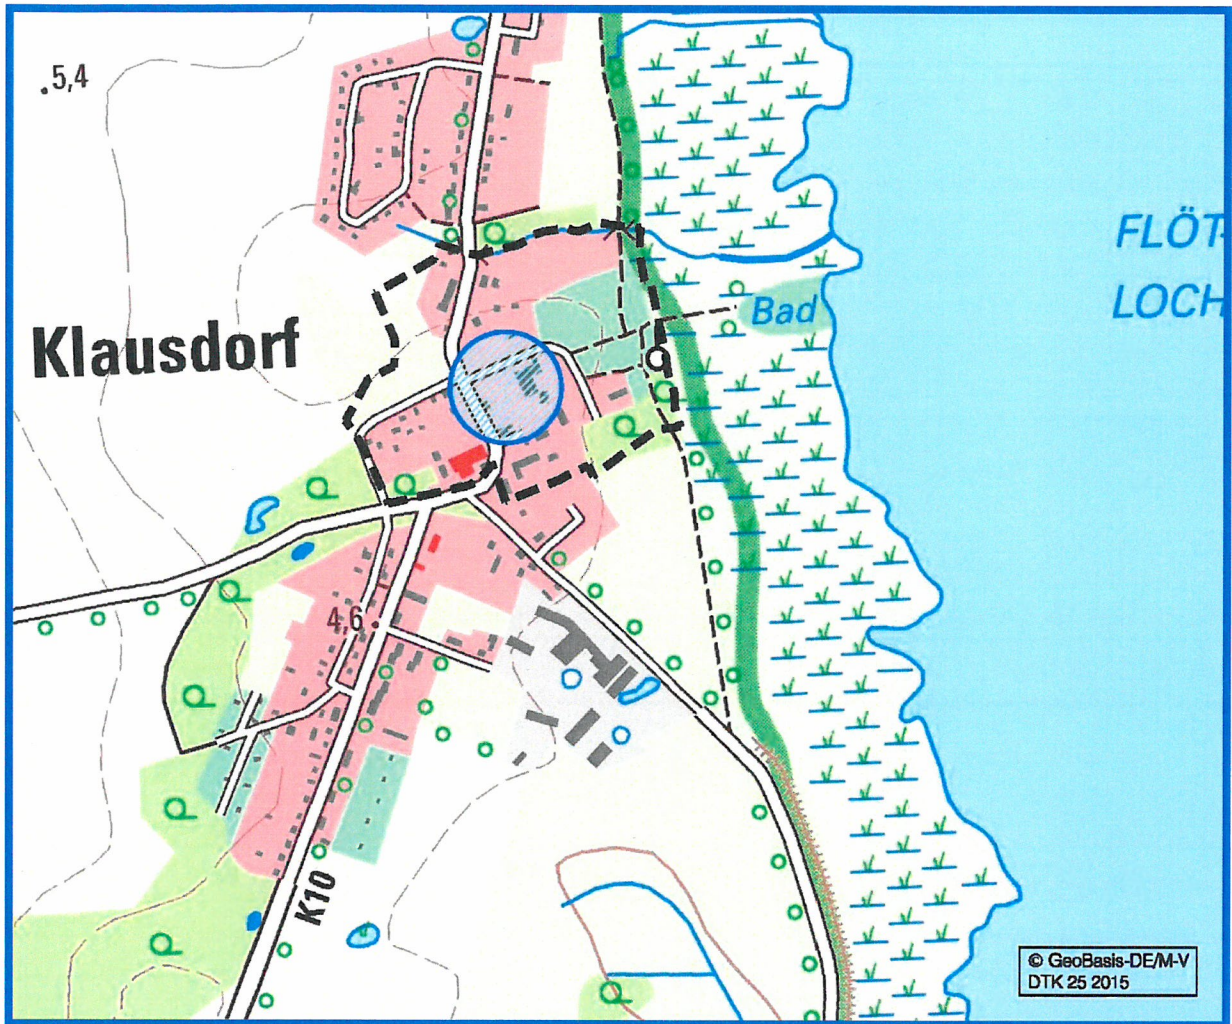 .5,4
FLÖT-
LOCH
Bad
Klausdorf
4,6.
K10
© GeoBasis-DE/M-V
DTK 25 2015